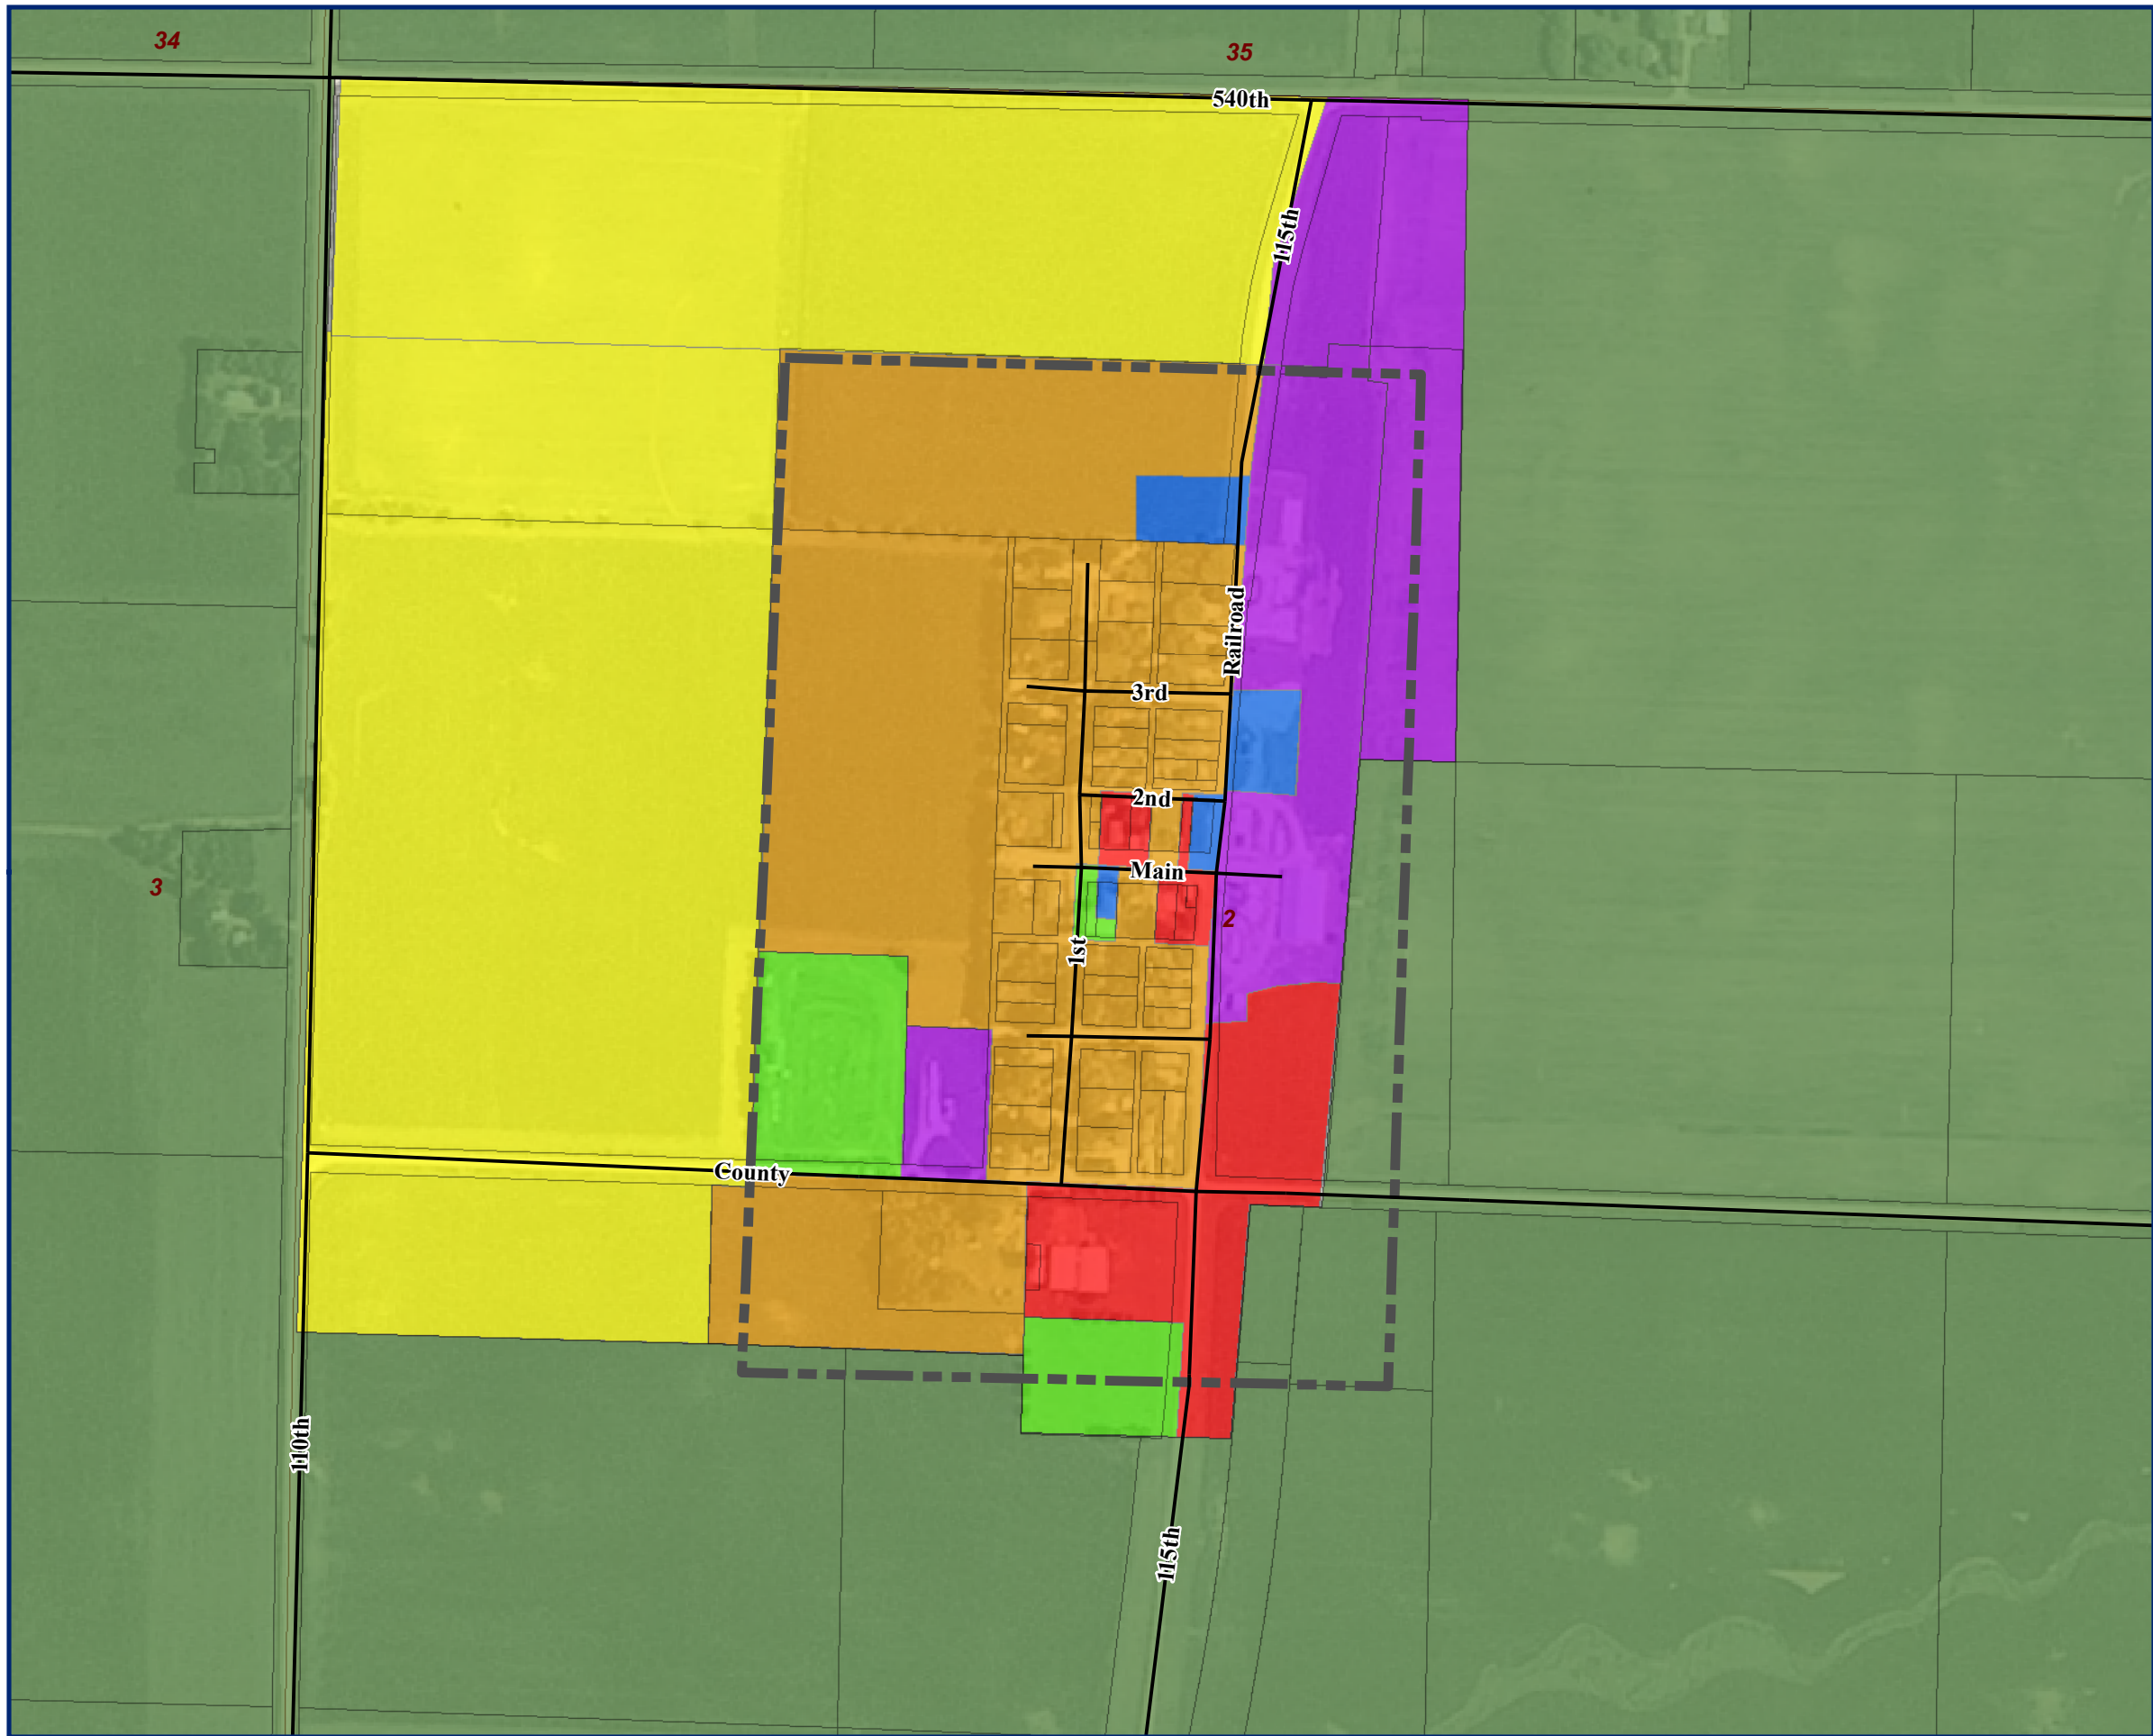 34
35
540th
115th
Railroad
3rd
2nd
Main
3
2
1st
County
110th
115th